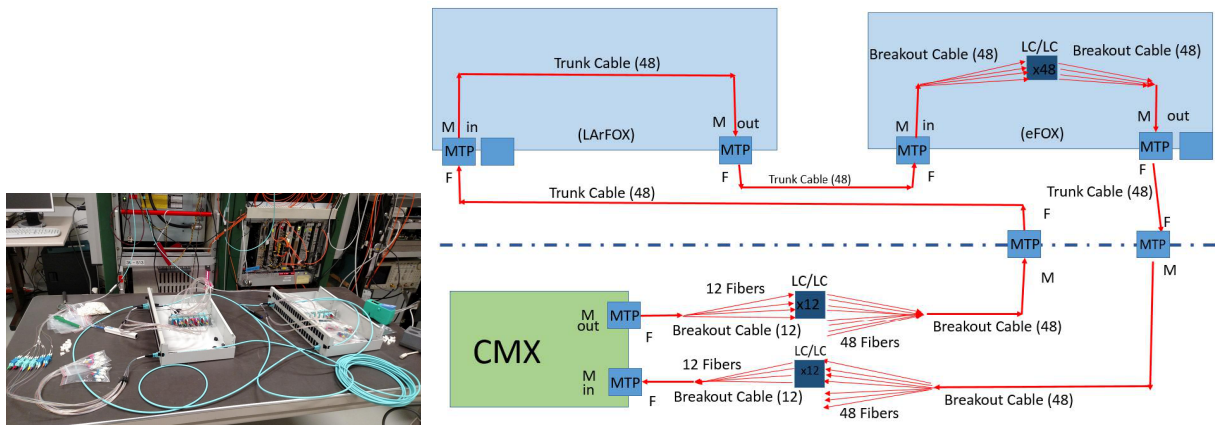 Trunk Cable (48)
M in
(LArFOX)
M out
MTP
MTP
F
F
Trunk Cable (48)
Trunk Cable (48)
Breakout Cable (48)
LC/LC
x48
Breakout Cable (48)
M in
(eFOX)
M out
MTP
MTP
F
F
Trunk Cable (48)
F
F
MTP
MTP
M
M
CMX
M out
MTP
F
12 Fibers
Breakout Cable (12)
LC/LC
x12
48 Fibers
Breakout Cable (48)
M in
MTP
F
12 Fibers
Breakout Cable (12)
LC/LC
x12
48 Fibers
Breakout Cable (48)